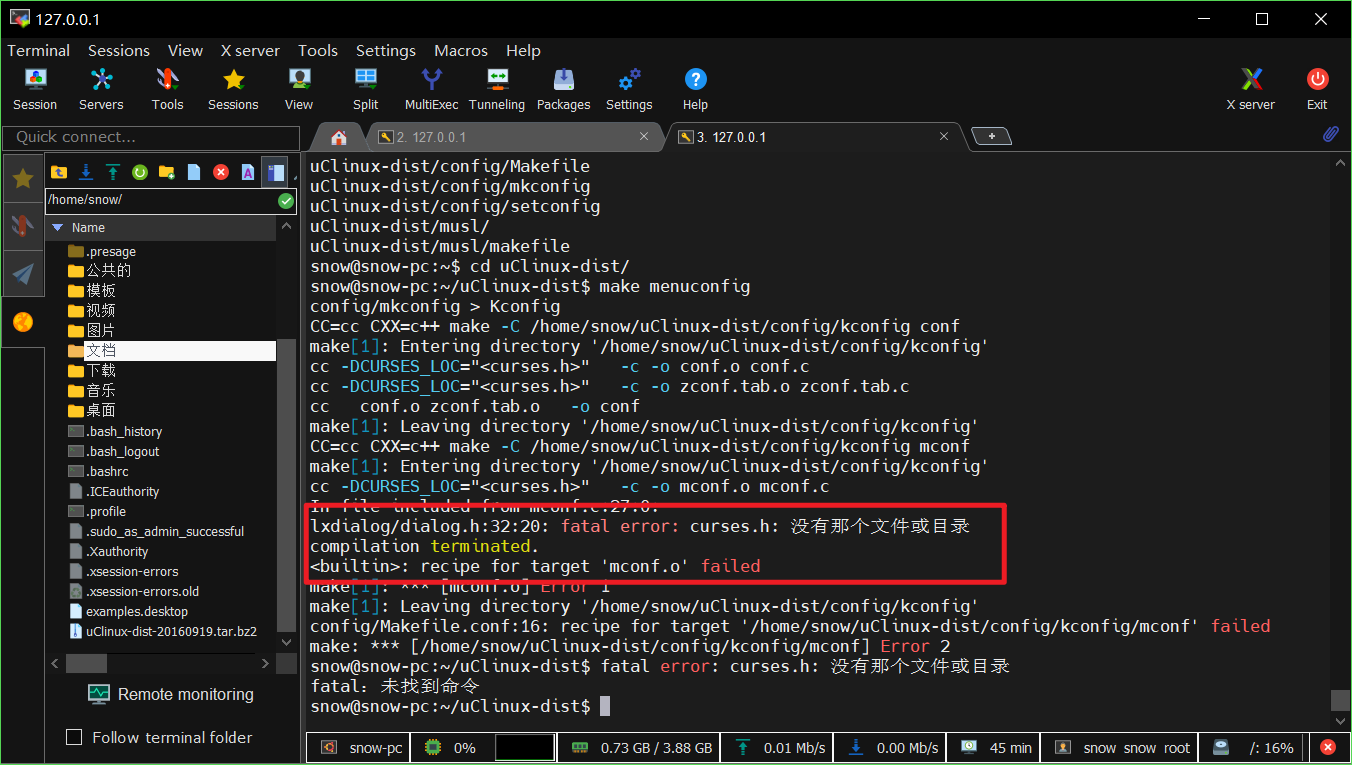 127.0.0.1
Terminal Sessions View X server Tools Settings Macros Help
Session Servers Tools Sessions View Split MultiExec Tunneling Packages Settings Help X server Exit
Quick connect...
2. 127.0.0.1
3. 127.0.0.1
/home/snow/
Name
.presage
公共的
模板
视频
图片
文档
下载
音乐
桌面
.bash_history
.bash_logout
.bashrc
.ICEauthority
.profile
.sudo_as_admin_successful
.Xauthority
.xsession-errors
.xsession-errors.old
examples.desktop
uClinux-dist-20160919.tar.bz2
Remote monitoring
Follow terminal folder
uClinux-dist/config/Makefile
uClinux-dist/config/mkconfig
uClinux-dist/config/setconfig
uClinux-dist/musl/
uClinux-dist/musl/makefile
snow@snow-pc:~$ cd uClinux-dist/
snow@snow-pc:~/uClinux-dist$ make menuconfig
config/mkconfig > Kconfig
CC=cc CXX=c++ make -C /home/snow/uClinux-dist/config/kconfig conf
make[1]: Entering directory '/home/snow/uClinux-dist/config/kconfig'
cc -DCURSES_LOC="<curses.h>" -c -o conf.o conf.c
cc -DCURSES_LOC="<curses.h>" -c -o zconf.tab.o zconf.tab.c
cc conf.o zconf.tab.o -o conf
make[1]: Leaving directory '/home/snow/uClinux-dist/config/kconfig'
CC=cc CXX=c++ make -C /home/snow/uClinux-dist/config/kconfig mconf
make[1]: Entering directory '/home/snow/uClinux-dist/config/kconfig'
cc -DCURSES_LOC="<curses.h>" -c -o mconf.o mconf.c
In file included from mconf.c:27:0:
lxdialog/dialog.h:32:20: fatal error: curses.h: 没有那个文件或目录
compilation terminated.
<builtin>: recipe for target 'mconf.o' failed
make[1]: *** [mconf.o] Error 1
make[1]: Leaving directory '/home/snow/uClinux-dist/config/kconfig'
config/Makefile.conf:16: recipe for target '/home/snow/uClinux-dist/config/kconfig/mconf' failed
make: *** [/home/snow/uClinux-dist/config/kconfig/mconf] Error 2
snow@snow-pc:~/uClinux-dist$ fatal error: curses.h: 没有那个文件或目录
fatal：未找到命令
snow@snow-pc:~/uClinux-dist$
snow-pc 0% 0.73 GB / 3.88 GB 0.01 Mb/s 0.00 Mb/s 45 min snow snow root /: 16%